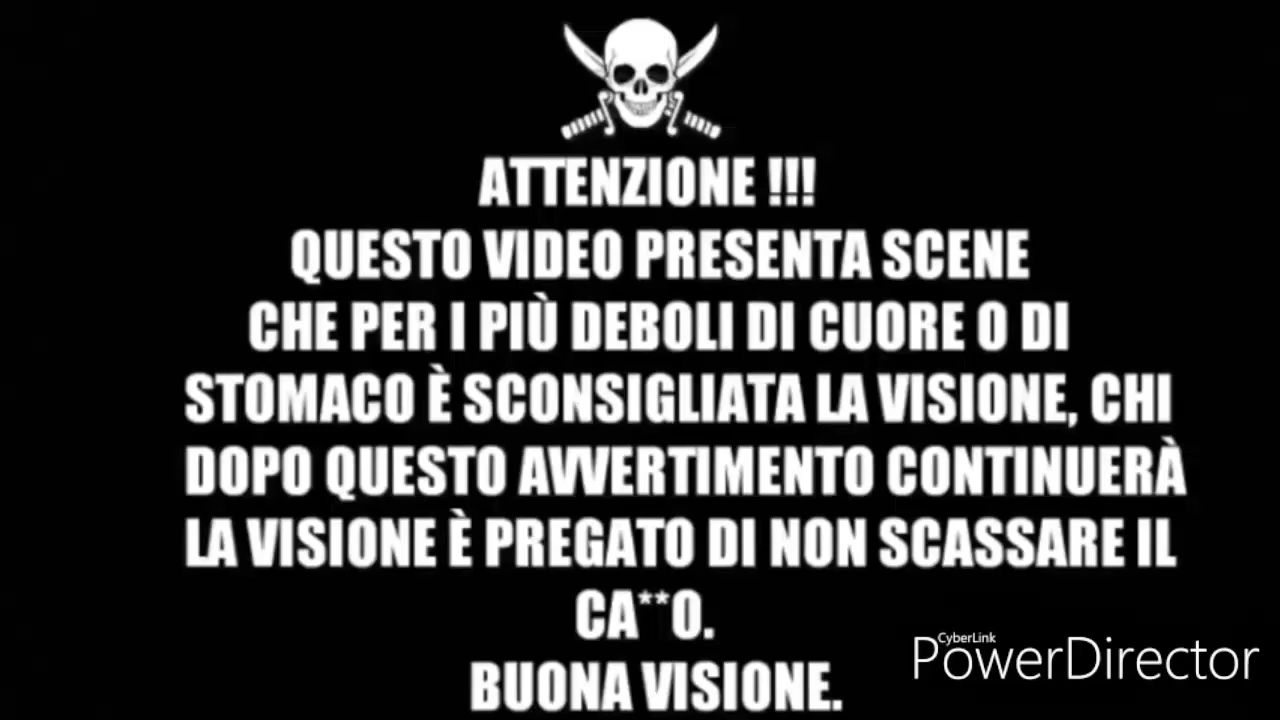 ATTENZIONE !!!
QUESTO VIDEO PRESENTA SCENE
CHE PER I PIÙ DEBOLI DI CUORE O DI
STOMACO È SCONSIGLIATA LA VISIONE, CHI
DOPO QUESTO AVVERTIMENTO CONTINUERÀ
LA VISIONE È PREGATO DI NON SCASSARE IL
CA**O.
BUONA VISIONE.
CyberLink
PowerDirector